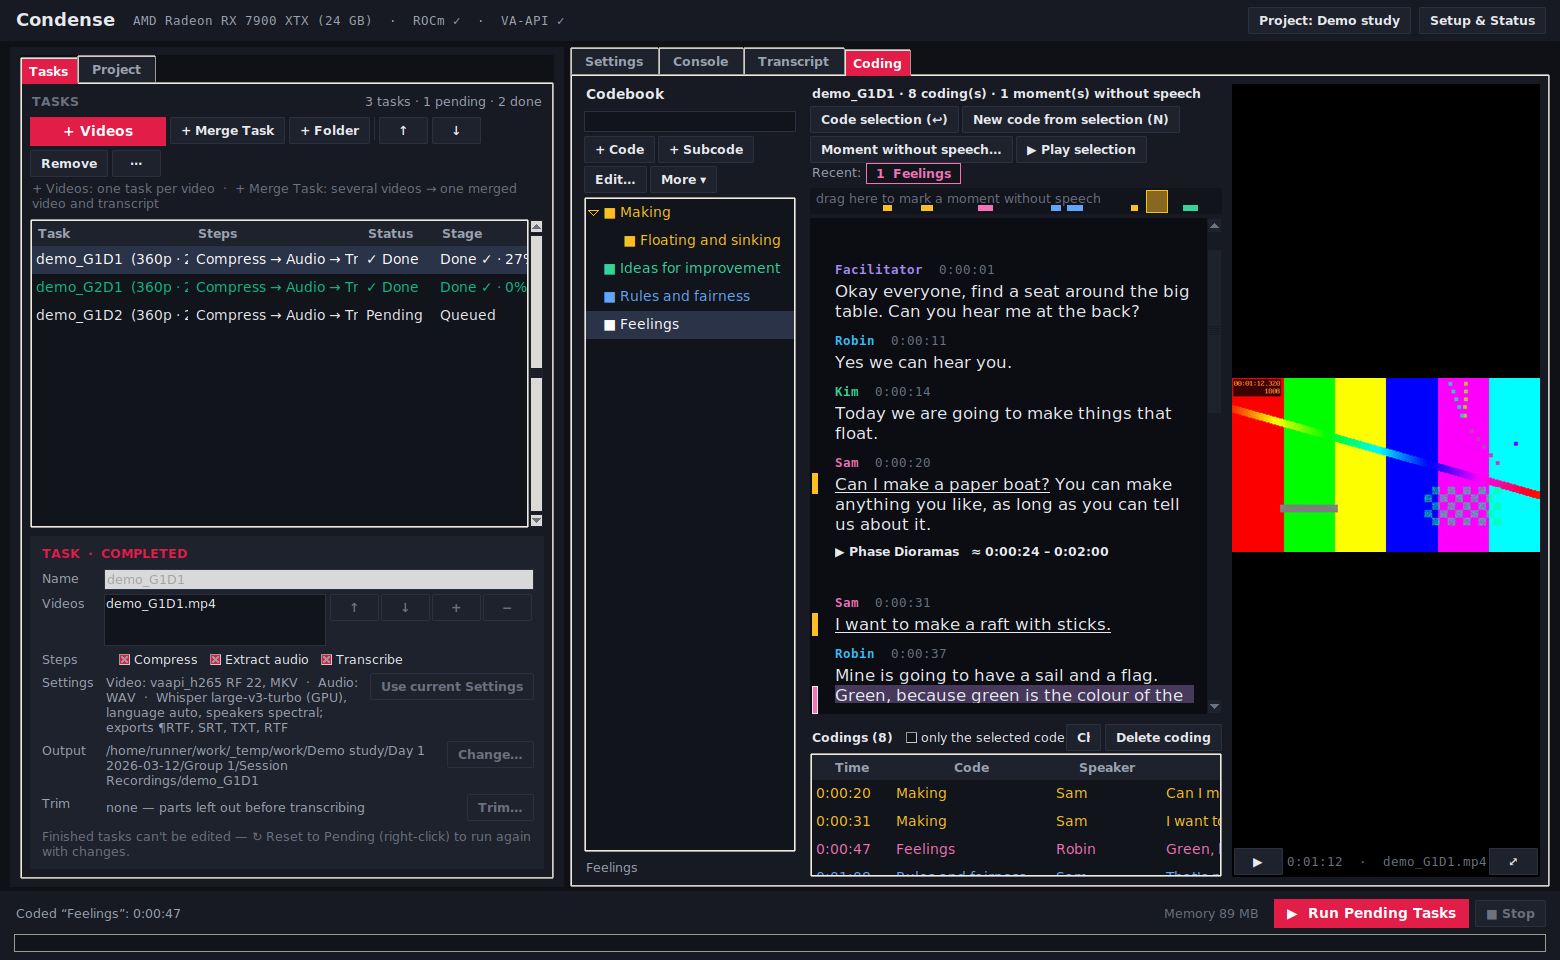 Condense
AMD Radeon RX 7900 XTX (24 GB)  ·  ROCm ✓  ·  VA-API ✓
Project: Demo study
Setup & Status
Tasks
Project
TASKS
3 tasks · 1 pending · 2 done
+ Videos
+ Merge Task
+ Folder
↑
↓
Remove
...
+ Videos: one task per video  ·  + Merge Task: several videos → one merged
video and transcript
Task Steps Status Stage
demo_G1D1 (360p · 2 Compress → Audio → Tr ✓ Done Done ✓ · 27%
demo_G2D1 (360p · 2 Compress → Audio → Tr ✓ Done Done ✓ · 0%
demo_G1D2 (360p · 2 Compress → Audio → Tr Pending Queued
TASK · COMPLETED
Name demo_G1D1
Videos demo_G1D1.mp4
↑ ↓ + −
Steps Compress Extract audio Transcribe
Settings Video: vaapi_h265 RF 22, MKV · Audio:
WAV · Whisper large-v3-turbo (GPU),
language auto, speakers spectral;
exports ¶RTF, SRT, TXT, RTF
Use current Settings
Output /home/runner/work/_temp/work/Demo study/Day 1
2026-03-12/Group 1/Session
Recordings/demo_G1D1
Change...
Trim none — parts left out before transcribing
Trim...
Finished tasks can't be edited — ↻ Reset to Pending (right-click) to run again
with changes.
Settings
Console
Transcript
Coding
Codebook
+ Code
+ Subcode
Edit...
More ▾
Making
Floating and sinking
Ideas for improvement
Rules and fairness
Feelings
Feelings
demo_G1D1 · 8 coding(s) · 1 moment(s) without speech
Code selection (↩)
New code from selection (N)
Moment without speech...
▶ Play selection
Recent: 1 Feelings
drag here to mark a moment without speech
Facilitator 0:00:01
Okay everyone, find a seat around the big
table. Can you hear me at the back?
Robin 0:00:11
Yes we can hear you.
Kim 0:00:14
Today we are going to make things that
float.
Sam 0:00:20
Can I make a paper boat? You can make
anything you like, as long as you can tell
us about it.
▶ Phase Dioramas ≈ 0:00:24 – 0:02:00
Sam 0:00:31
I want to make a raft with sticks.
Robin 0:00:37
Mine is going to have a sail and a flag.
Green, because green is the colour of the
Codings (8)
only the selected code
Delete coding
Time Code Speaker
0:00:20 Making Sam Can I m
0:00:31 Making Sam I want to
0:00:47 Feelings Robin Green,
00:01:12.320
1808
▶ 0:01:12 · demo_G1D1.mp4 ⤢
Coded “Feelings”: 0:00:47
Memory 89 MB
▶ Run Pending Tasks
■ Stop